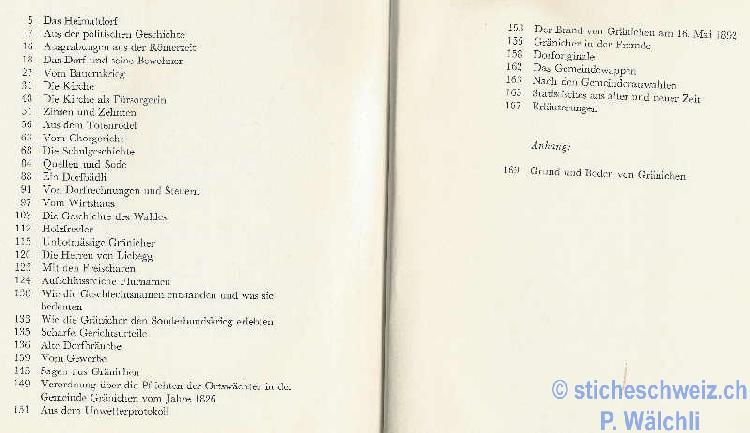 5 Das Heimatdorf
7 Aus der politischen Geschichte
16 Ausgrabungen aus der Römerzeit
18 Das Dorf und seine Bewohner
27 Vom Bauernkrieg
31 Die Kirche
48 Die Kirche als Fürsorgerin
51 Zinsen und Zehnten
56 Aus dem Totenrodel
63 Vom Chorgericht
68 Die Schulgeschichte
84 Quellen und Sode
88 Ein Dorfbädli
91 Von Dorfrechnungen und Steuern
97 Vom Wirtshaus
105 Die Geschichte des Waldes
112 Holzfrevler
115 Unbotmässige Gränicher
120 Die Herren von Liebegg
123 Mit den Freischaren
124 Aufschlussreiche Flurnamen
130 Wie die Geschlechtsnamen entstanden und was sie
bedeuten
133 Wie die Gränicher den Sonderbundskrieg erlebten
135 Scharfe Gerichtsurteile
136 Alte Dorfbräuche
139 Vom Gewerbe
145 Sagen aus Gränichen
149 Verordnung über die Pflichten der Ortswächter in der
Gemeinde Gränichen vom Jahre 1826
151 Aus dem Unwetterprotokoll
153 Der Brand von Gränichen am 16. Mai 1892
156 Gränicher in der Fremde
158 Dorforiginale
162 Das Gemeindewappen
163 Nach den Gemeinderatswahlen
165 Statistisches aus alter und neuer Zeit
167 Erläuterungen
Anhang:
169 Grund und Boden von Gränichen
© sticheschweiz.ch
P. Wälchli